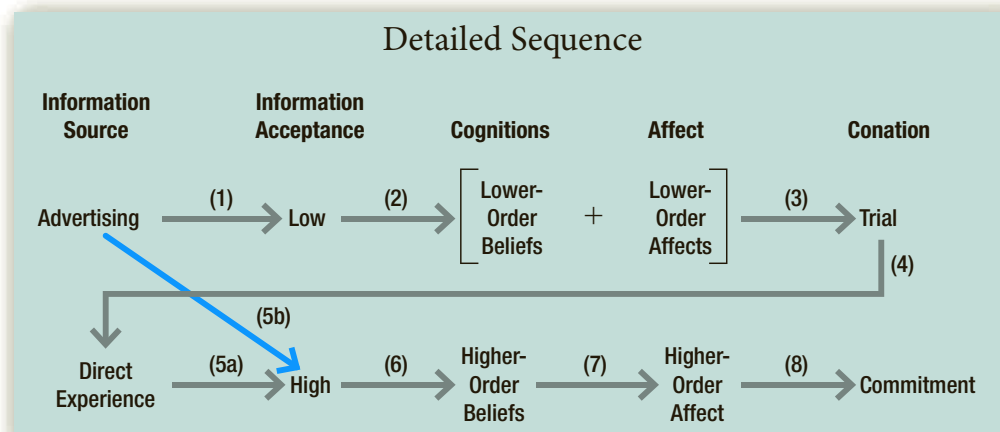 Detailed Sequence
Information
Source
Information
Acceptance
Cognitions
Affect
Conation
Advertising
(1)
Low
(2)
Lower-
Order
Beliefs
+
Lower-
Order
Affects
(3)
Trial
(4)
(5b)
Direct
Experience
(5a)
High
(6)
Higher-
Order
Beliefs
(7)
Higher-
Order
Affect
(8)
Commitment